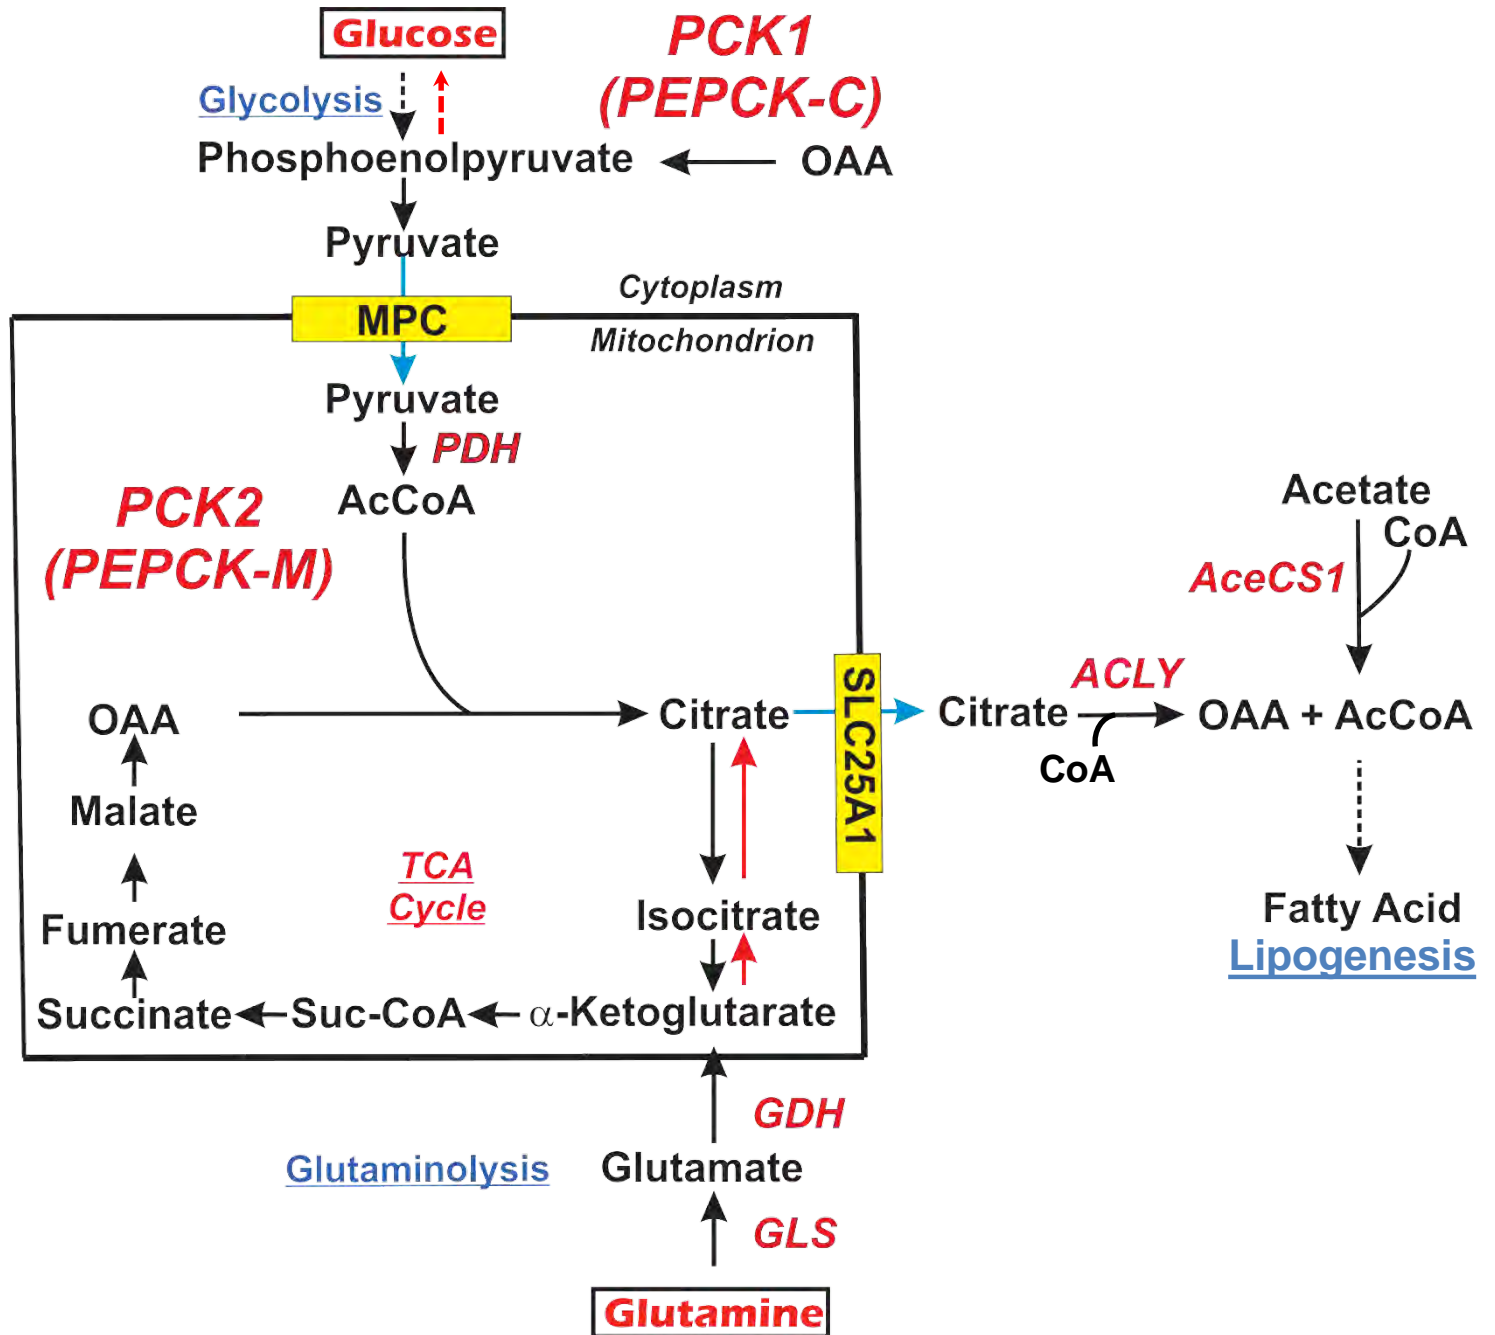 Glucose
PCK1
(PEPCK-C)
Glycolysis
Phosphoenolpyruvate
OAA
Pyruvate
Cytoplasm
MPC
Mitochondrion
Pyruvate
PDH
AcCoA
PCK2
(PEPCK-M)
Acetate
CoA
AceCS1
ACLY
OAA
Citrate
SLC25A1
Citrate
OAA + AcCoA
CoA
Malate
TCA
Cycle
Fumerate
Isocitrate
Fatty Acid
Lipogenesis
Succinate
Suc-CoA
α-Ketoglutarate
GDH
Glutaminolysis
Glutamate
GLS
Glutamine